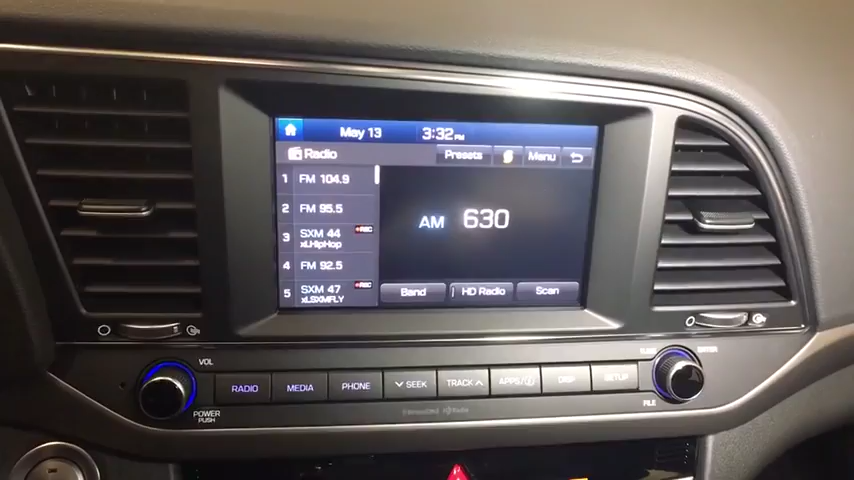 May 13 3:32 PM
Radio Presets Menu
1 FM 104.9
2 FM 95.5
3 SXM 44 REC
xLHipHop
4 FM 92.5
5 SXM 47 REC
xLSXMFLY
AM 630
Band HD Radio Scan
VOL
RADIO MEDIA PHONE SEEK TRACK APPS DISP SETUP
POWER
PUSH
FILE